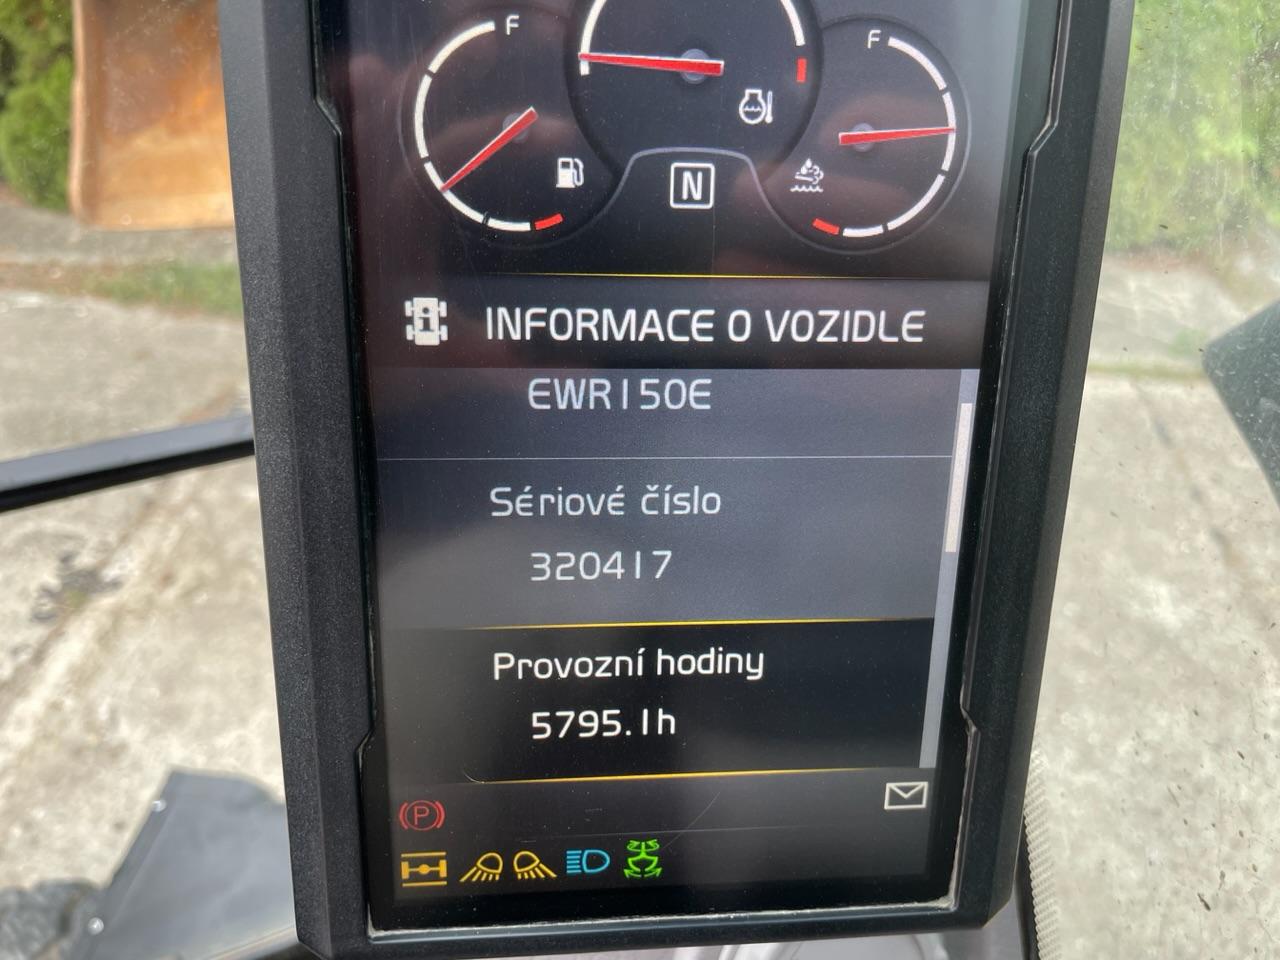 F
F
N
INFORMACE O VOZIDLE
EWR150E
Sériové číslo
320417
Provozní hodiny
5795.1h
P